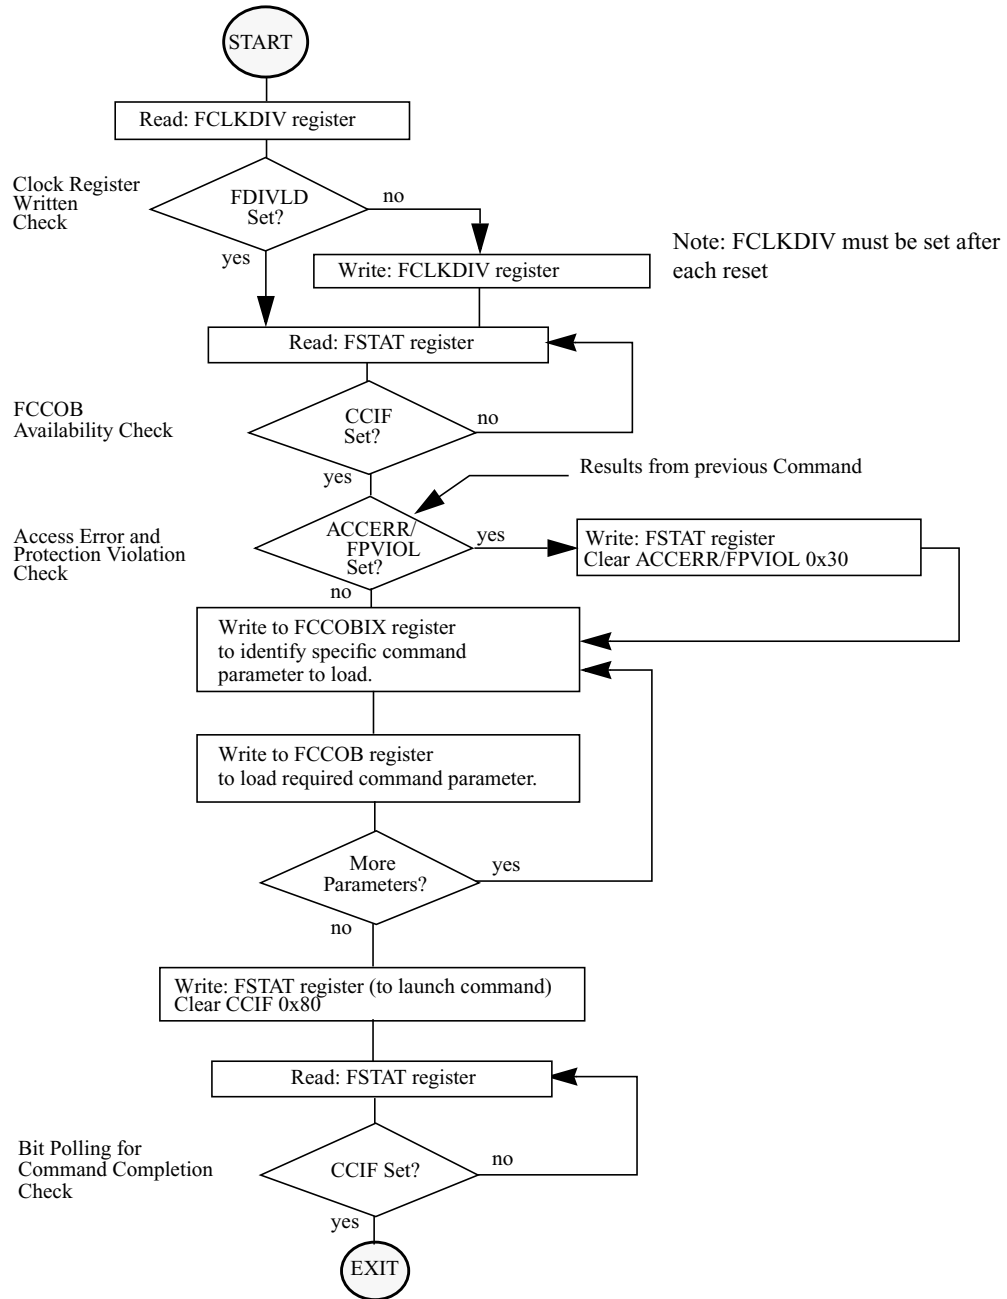 START
Read: FCLKDIV register
Clock Register
Written
Check
FDIVLD
Set?
no
yes
Note: FCLKDIV must be set after
each reset
Write: FCLKDIV register
Read: FSTAT register
FCCOB
Availability Check
CCIF
Set?
no
yes
Results from previous Command
Access Error and
Protection Violation
Check
ACCERR/
FPVIOL
Set?
yes
no
Write: FSTAT register
Clear ACCERR/FPVIOL 0x30
Write to FCCOBIX register
to identify specific command
parameter to load.
Write to FCCOB register
to load required command parameter.
More
Parameters?
yes
no
Write: FSTAT register (to launch command)
Clear CCIF 0x80
Read: FSTAT register
Bit Polling for
Command Completion
Check
CCIF Set?
no
yes
EXIT